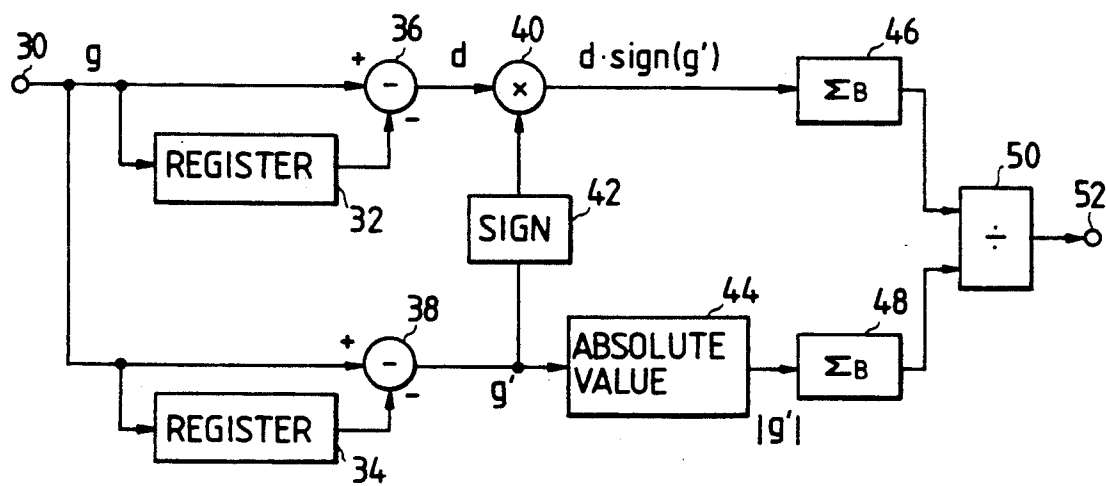 30
g
+
36
−
−
d
40
×
d·sign(g')
46
ΣB
REGISTER
32
42
SIGN
50
÷
52
38
+
−
−
g'
44
ABSOLUTE
VALUE
|g'|
48
ΣB
REGISTER
34